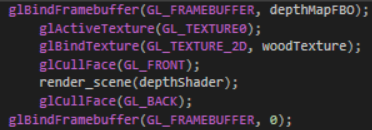 glBindFramebuffer(GL_FRAMEBUFFER, depthMapFBO);
glActiveTexture(GL_TEXTURE0);
glBindTexture(GL_TEXTURE_2D, woodTexture);
glCullFace(GL_FRONT);
render_scene(depthShader);
glCullFace(GL_BACK);
glBindFramebuffer(GL_FRAMEBUFFER, 0);